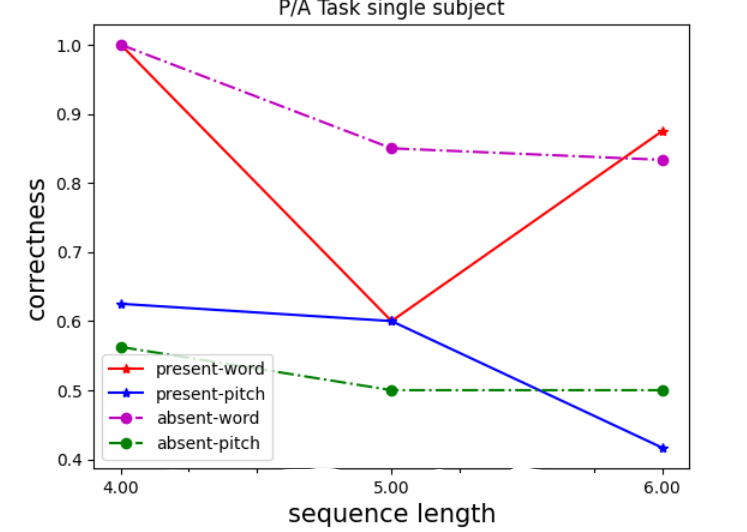 P/A Task single subject
1.0
0.9
0.8
0.7
0.6
0.5
0.4
correctness
present-word
present-pitch
absent-word
absent-pitch
4.00 5.00 6.00
sequence length